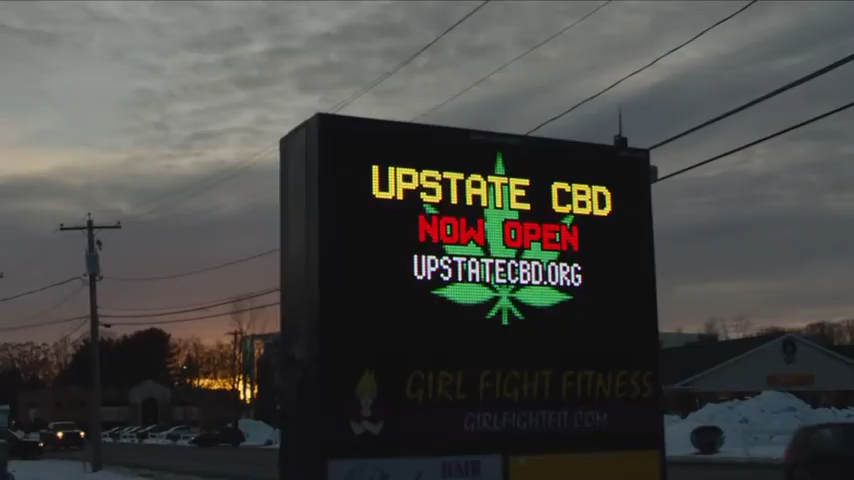 UPSTATE CBD
NOW OPEN
UPSTATECBD.ORG
GIRL FIGHT FITNESS
GIRLFIGHTFIT.COM